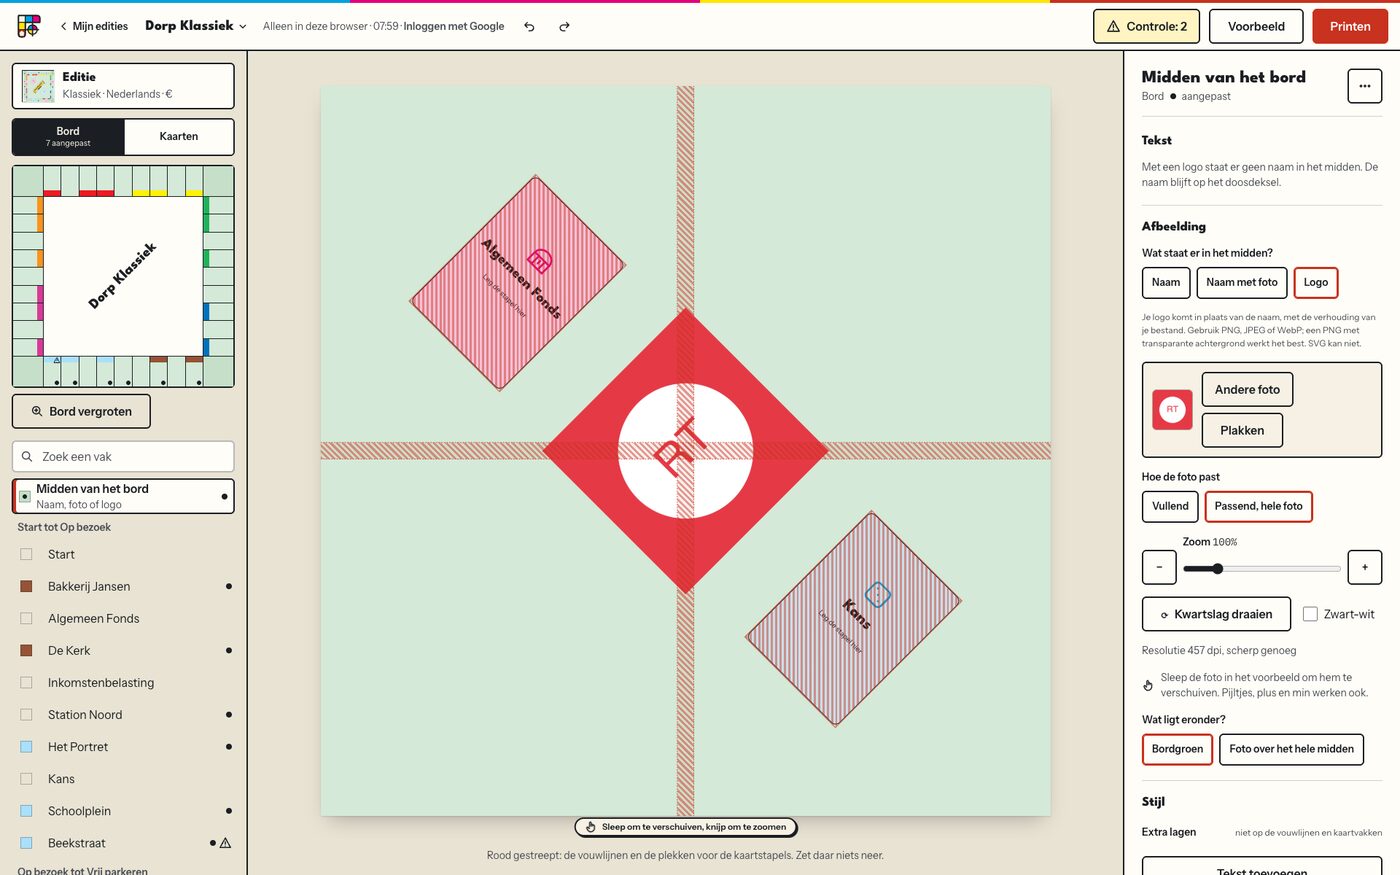 Mijn edities
Dorp Klassiek
Alleen in deze browser · 07:59 · Inloggen met Google
Controle: 2
Voorbeeld
Printen
Editie
Klassiek · Nederlands · €
Bord
7 aangepast
Kaarten
Dorp Klassiek
Bord vergroten
Zoek een vak
Midden van het bord
Naam, foto of logo
Start tot Op bezoek
Start
Bakkerij Jansen
Algemeen Fonds
De Kerk
Inkomstenbelasting
Station Noord
Het Portret
Kans
Schoolplein
Beekstraat
Op bezoek tot Vrij parkeren
Algemeen Fonds
Leg de stapel hier
RT
Kans
Leg de stapel hier
Sleep om te verschuiven, knijp om te zoomen
Rood gestreept: de vouwlijnen en de plekken voor de kaartstapels. Zet daar niets neer.
Midden van het bord
Bord ● aangepast
Tekst
Met een logo staat er geen naam in het midden. De
naam blijft op het doosdeksel.
Afbeelding
Wat staat er in het midden?
Naam
Naam met foto
Logo
Je logo komt in plaats van de naam, met de verhouding van
je bestand. Gebruik PNG, JPEG of WebP; een PNG met
transparante achtergrond werkt het best. SVG kan niet.
RT
Andere foto
Plakken
Hoe de foto past
Vullend
Passend, hele foto
Zoom 100%
−
+
Kwartslag draaien
Zwart-wit
Resolutie 457 dpi, scherp genoeg
Sleep de foto in het voorbeeld om hem te
verschuiven. Pijltjes, plus en min werken ook.
Wat ligt eronder?
Bordgroen
Foto over het hele midden
Stijl
Extra lagen
niet op de vouwlijnen en kaartvakken
Tekst toevoegen